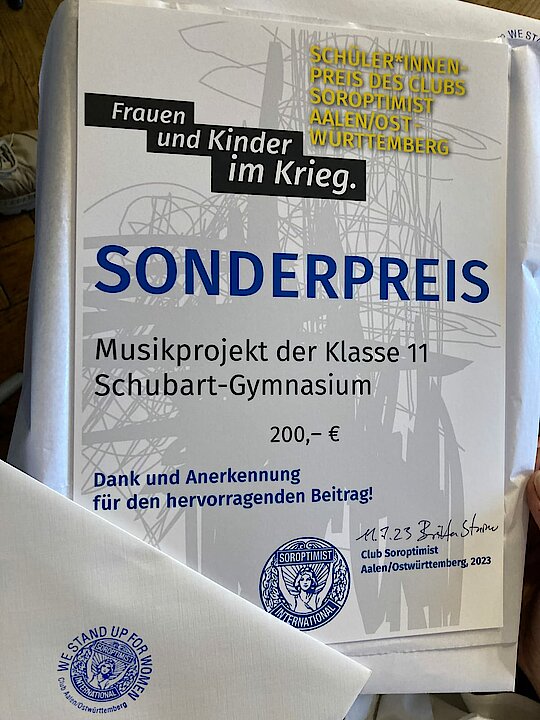 WE STAND
SCHÜLER*INNEN-
PREIS DES CLUBS
SOROPTIMIST
AALEN/OST-
WÜRTTEMBERG
Frauen
und Kinder
im Krieg.
SONDERPREIS
Musikprojekt der Klasse 11
Schubart-Gymnasium
200,– €
Dank und Anerkennung
für den hervorragenden Beitrag!
11.7.23
Club Soroptimist
Aalen/Ostwürttemberg, 2023
SOROPTIMIST
INTERNATIONAL
WE STAND UP FOR WOMEN
INTERNATIONAL
Club Aalen/Ostwürttemberg